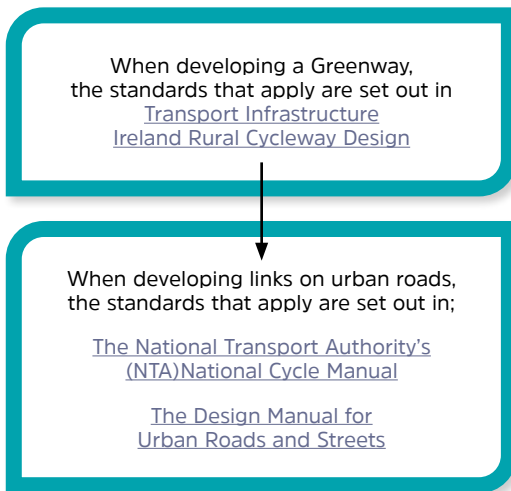 When developing a Greenway,
the standards that apply are set out in
Transport Infrastructure
Ireland Rural Cycleway Design
When developing links on urban roads,
the standards that apply are set out in;
The National Transport Authority's
(NTA)National Cycle Manual
The Design Manual for
Urban Roads and Streets